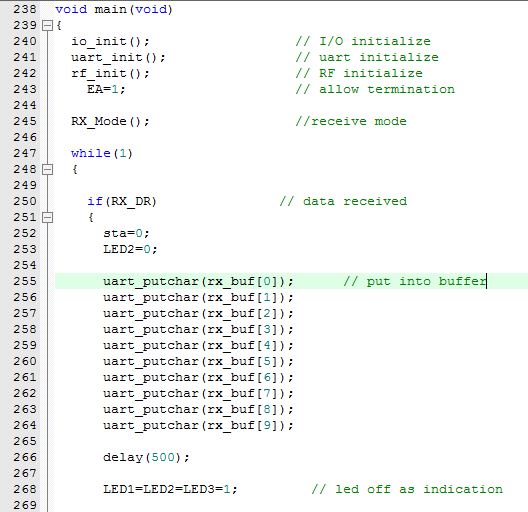 238 void main(void)
239 {
240 io_init(); // I/O initialize
241 uart_init(); // uart initialize
242 rf_init(); // RF initialize
243 EA=1; // allow termination
244
245 RX_Mode(); //receive mode
246
247 while(1)
248 {
249
250 if(RX_DR) // data received
251 {
252 sta=0;
253 LED2=0;
254
255 uart_putchar(rx_buf[0]); // put into buffer
256 uart_putchar(rx_buf[1]);
257 uart_putchar(rx_buf[2]);
258 uart_putchar(rx_buf[3]);
259 uart_putchar(rx_buf[4]);
260 uart_putchar(rx_buf[5]);
261 uart_putchar(rx_buf[6]);
262 uart_putchar(rx_buf[7]);
263 uart_putchar(rx_buf[8]);
264 uart_putchar(rx_buf[9]);
265
266 delay(500);
267
268 LED1=LED2=LED3=1; // led off as indication
269